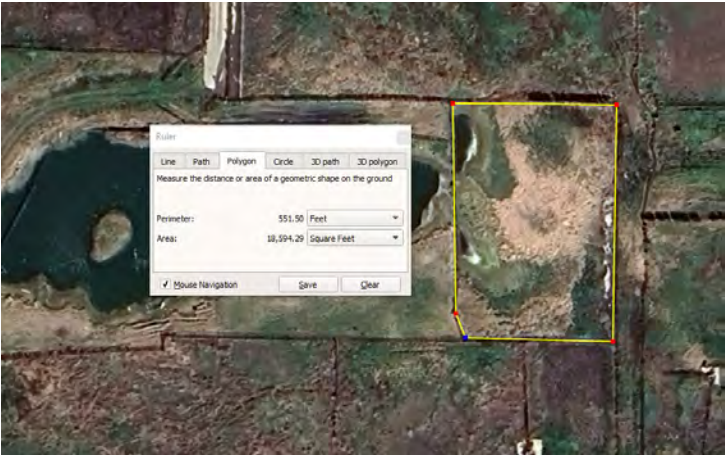 Ruler
Line Path Polygon Circle 3D path 3D polygon
Measure the distance or area of a geometric shape on the ground
Perimeter: 551.50 Feet
Area: 18,594.29 Square Feet
Mouse Navigation Save Clear